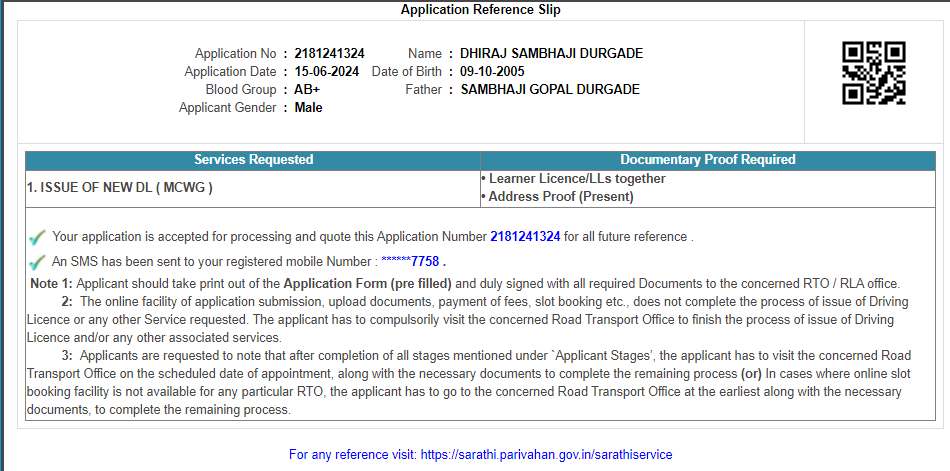 Application Reference Slip
Application No : 2181241324 Name : DHIRAJ SAMBHAJI DURGADE
Application Date : 15-06-2024 Date of Birth : 09-10-2005
Blood Group : AB+ Father : SAMBHAJI GOPAL DURGADE
Applicant Gender : Male
Services Requested Documentary Proof Required
1. ISSUE OF NEW DL ( MCWG )
• Learner Licence/LLs together
• Address Proof (Present)
Your application is accepted for processing and quote this Application Number 2181241324 for all future reference .
An SMS has been sent to your registered mobile Number : ******7758 .
Note 1: Applicant should take print out of the Application Form (pre filled) and duly signed with all required Documents to the concerned RTO / RLA office.
2: The online facility of application submission, upload documents, payment of fees, slot booking etc., does not complete the process of issue of Driving
Licence or any other Service requested. The applicant has to compulsorily visit the concerned Road Transport Office to finish the process of issue of Driving
Licence and/or any other associated services.
3: Applicants are requested to note that after completion of all stages mentioned under `Applicant Stages', the applicant has to visit the concerned Road
Transport Office on the scheduled date of appointment, along with the necessary documents to complete the remaining process (or) In cases where online slot
booking facility is not available for any particular RTO, the applicant has to go to the concerned Road Transport Office at the earliest along with the necessary
documents, to complete the remaining process.
For any reference visit: https://sarathi.parivahan.gov.in/sarathiservice